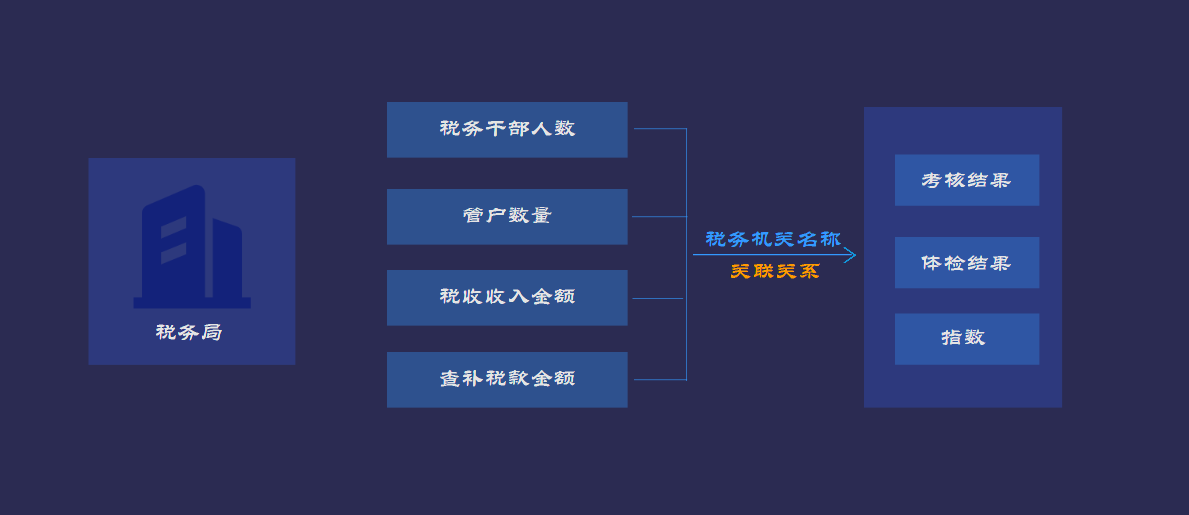 税务局
税务干部人数
管户数量
税收收入金额
查补税款金额
税务机关名称
关联关系
考核结果
体检结果
指数